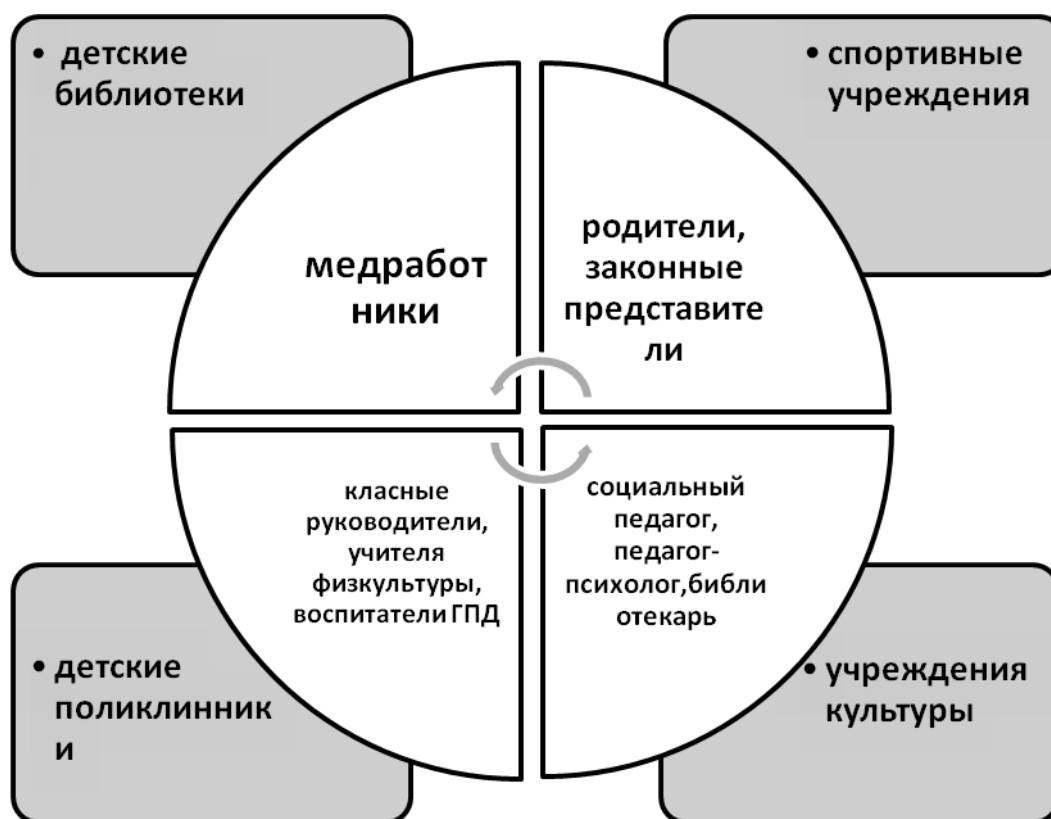 • детские
библиотеки
• спортивные
учреждения
медработ
ники
родители,
законные
представите
ли
класные
руководители,
учителя
физкультуры,
воспитатели ГПД
социальный
педагог,
педагог-
психолог,библи
отекарь
• детские
поликлинник
и
• учреждения
культуры